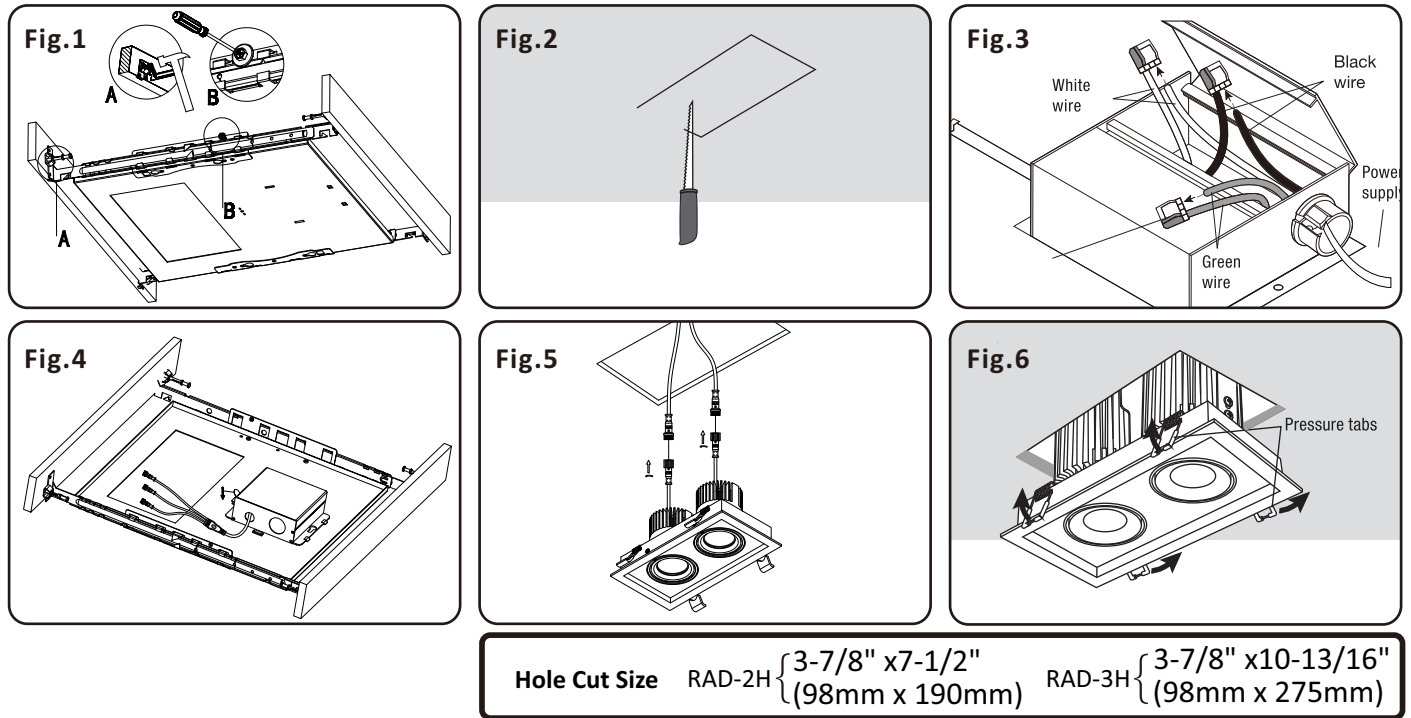 Fig.1
A
B
B
A
Fig.2
Fig.3
White
wire
Black
wire
Power
supply
Green
wire
Fig.4
Fig.5
Fig.6
Pressure tabs
Hole Cut Size RAD-2H { 3-7/8" x7-1/2" RAD-3H { 3-7/8" x10-13/16"
(98mm x 190mm) (98mm x 275mm)